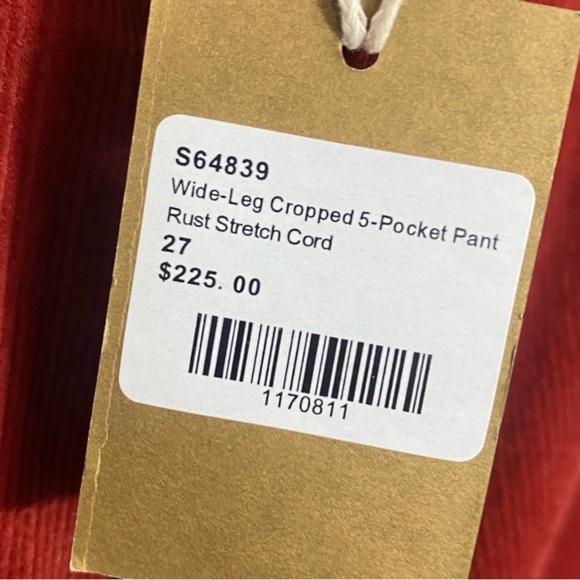 S64839
Wide-Leg Cropped 5-Pocket Pant
Rust Stretch Cord
27
$225. 00
1170811